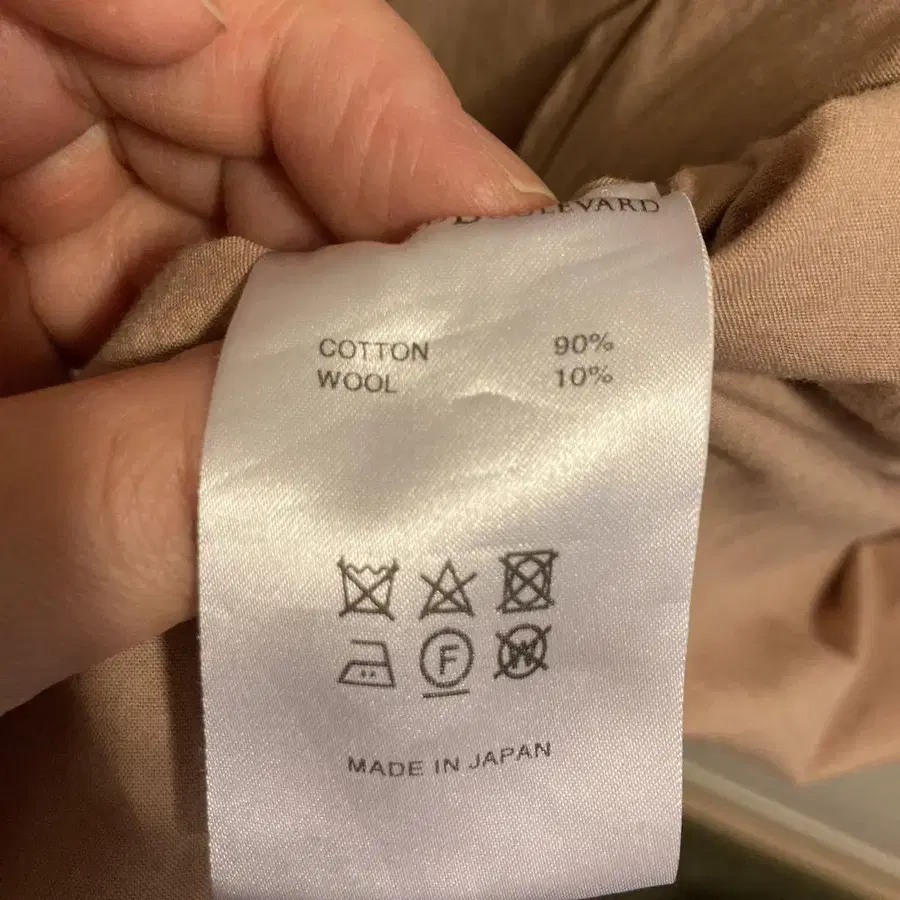 COTTON 90%
WOOL 10%
F
W
MADE IN JAPAN